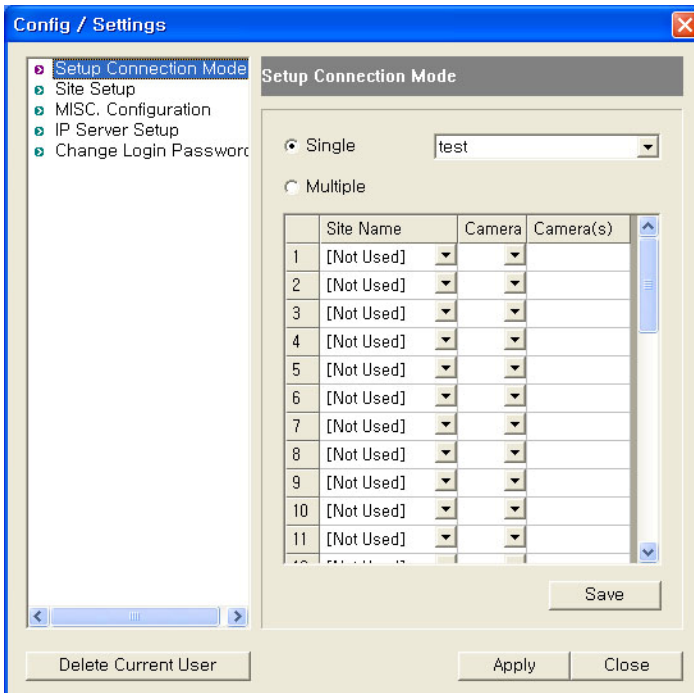 Config / Settings
Setup Connection Mode
Site Setup
MISC. Configuration
IP Server Setup
Change Login Password
Setup Connection Mode
Single test
Multiple
Site Name Camera Camera(s)
1 [Not Used]
2 [Not Used]
3 [Not Used]
4 [Not Used]
5 [Not Used]
6 [Not Used]
7 [Not Used]
8 [Not Used]
9 [Not Used]
10 [Not Used]
11 [Not Used]
Save
Delete Current User Apply Close